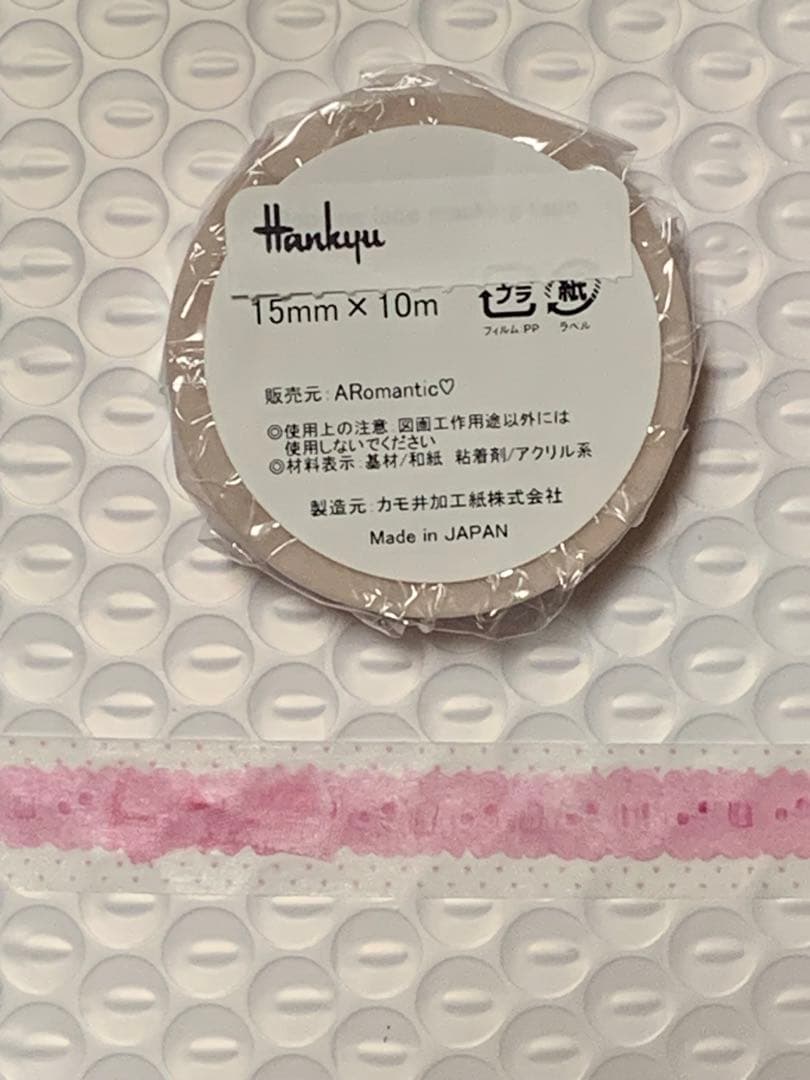 Hankyu
15mm×10m
プラ
紙
フィルム:PP
ラベル
販売元:ARomantic♡
◎使用上の注意:図画工作用途以外には
使用しないでください
◎材料表示:基材/和紙 粘着剤/アクリル系
製造元:カモ井加工紙株式会社
Made in JAPAN